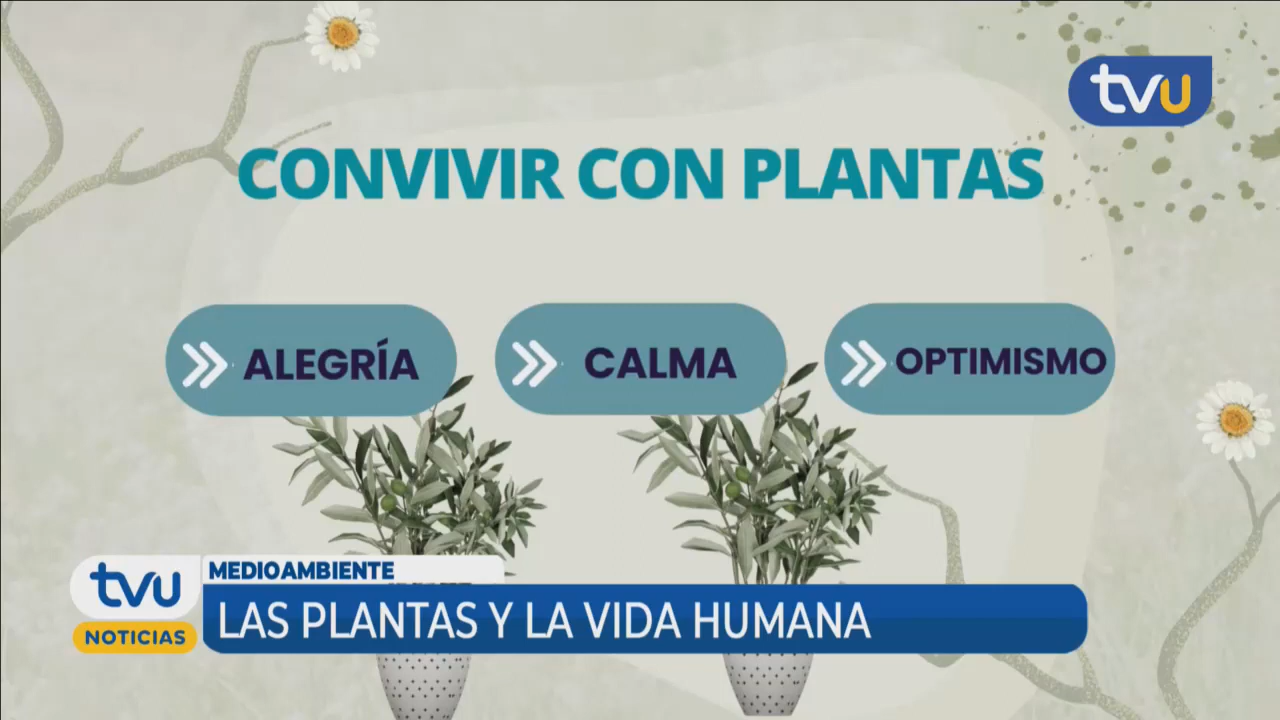 tvu
CONVIVIR CON PLANTAS
ALEGRÍA
CALMA
OPTIMISMO
tvu
NOTICIAS
MEDIOAMBIENTE
LAS PLANTAS Y LA VIDA HUMANA